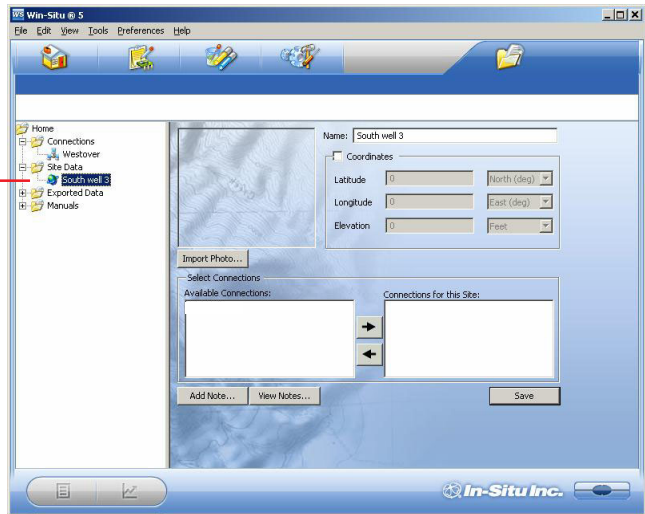 WS Win-Situ ® 5
File Edit View Tools Preferences Help
Home
Connections
Westover
Site Data
South well 3
Exported Data
Manuals
Name: South well 3
Coordinates
Latitude 0 North (deg)
Longitude 0 East (deg)
Elevation 0 Feet
Import Photo...
Select Connections
Available Connections:
Connections for this Site:
Add Note... View Notes... Save
In-Situ Inc.